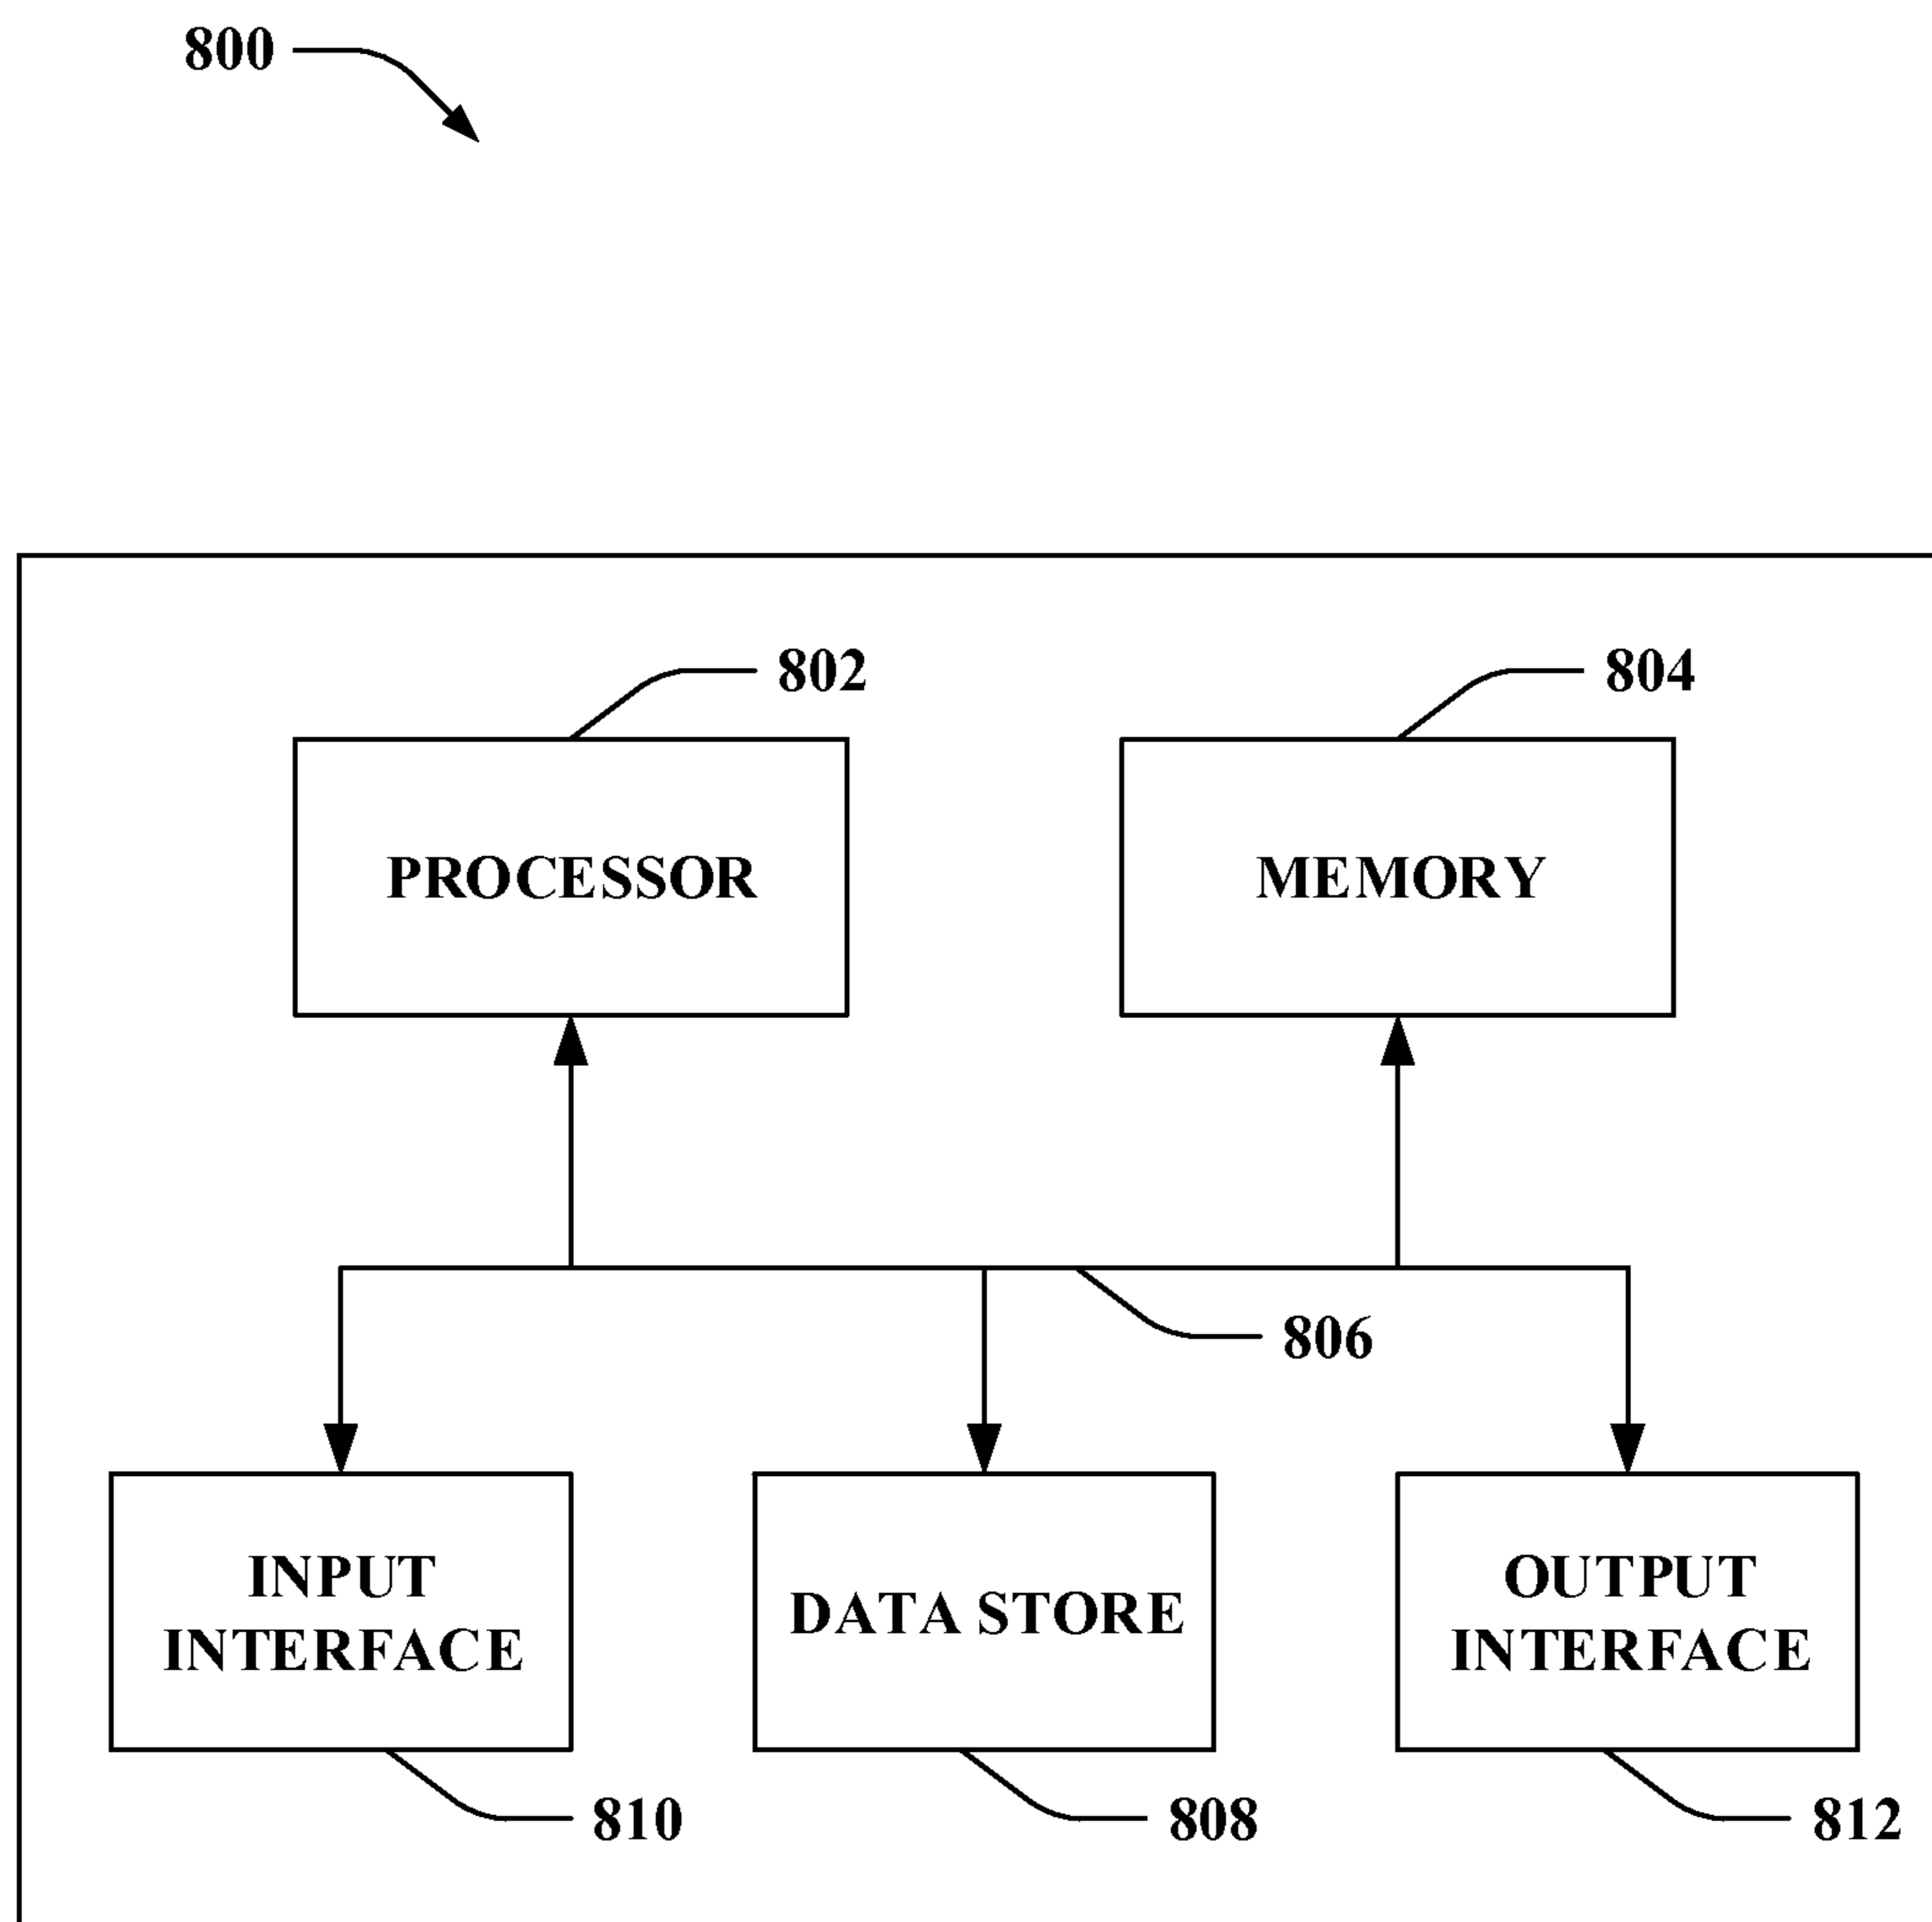 800
802
804
PROCESSOR
MEMORY
806
INPUT
INTERFACE
DATA STORE
OUTPUT
INTERFACE
810
808
812